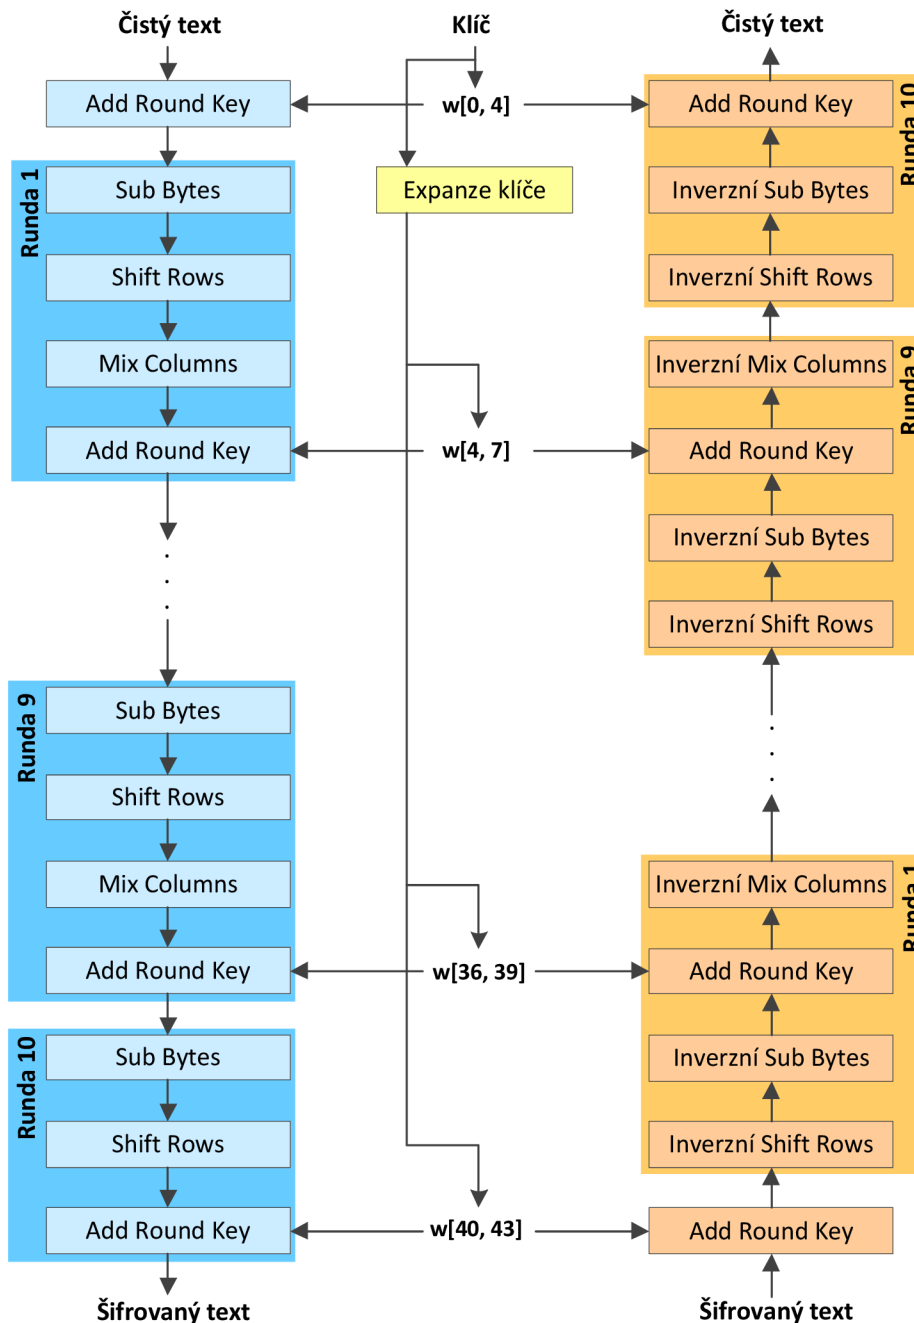 Čistý text
Add Round Key
Runda 1
Sub Bytes
Shift Rows
Mix Columns
Add Round Key
. . .
Runda 9
Sub Bytes
Shift Rows
Mix Columns
Add Round Key
Runda 10
Sub Bytes
Shift Rows
Add Round Key
Šifrovaný text
Klíč
w[0, 4]
Expanze klíče
w[4, 7]
w[36, 39]
w[40, 43]
Čistý text
Runda 10
Add Round Key
Inverzní Sub Bytes
Inverzní Shift Rows
Runda 9
Inverzní Mix Columns
Add Round Key
Inverzní Sub Bytes
Inverzní Shift Rows
. . .
Runda 1
Inverzní Mix Columns
Add Round Key
Inverzní Sub Bytes
Inverzní Shift Rows
Add Round Key
Šifrovaný text